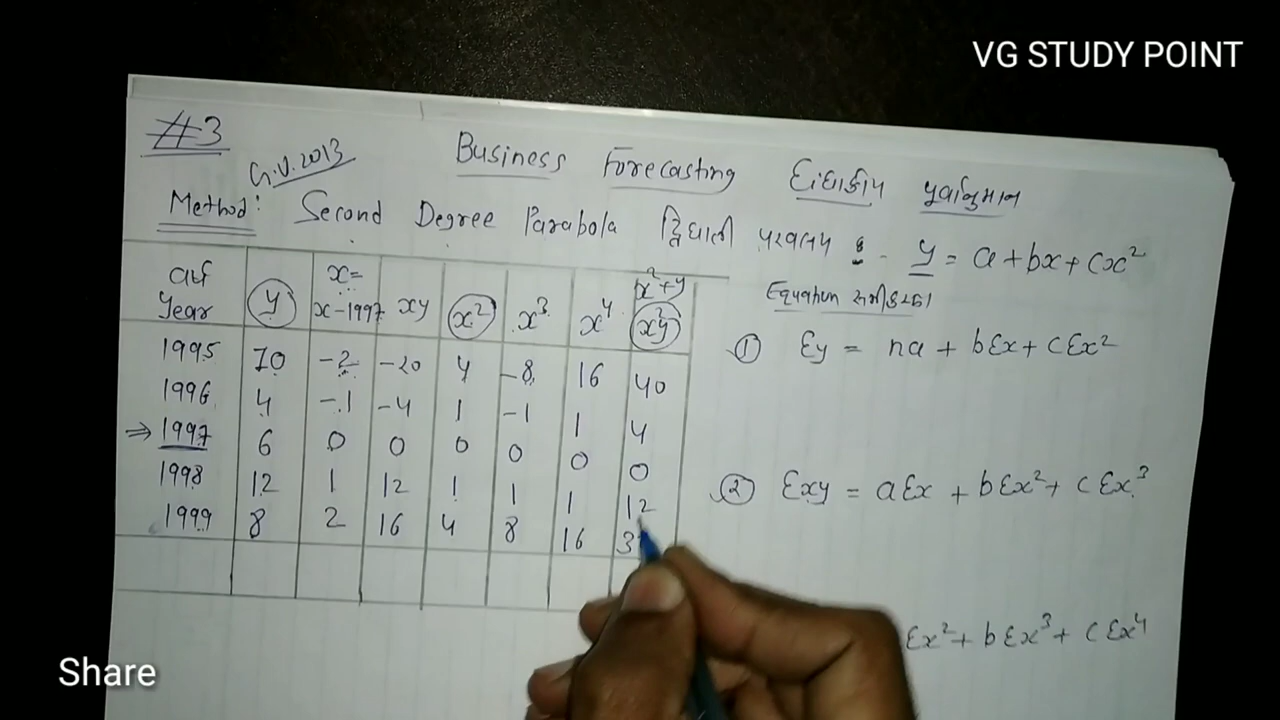 VG STUDY POINT
#3
G.U. 2013
Business Forecasting ધંધાકીય પૂર્વાનુમાન
Method: Second Degree Parabola દ્વિઘાતી પરવલય : - y = a + bx + cx²
વર્ષ Year | y | x = x-1997 | xy | x² | x³ | x⁴ | x²+y x²y
1995 | 10 | -2 | -20 | 4 | -8 | 16 | 40
1996 | 4 | -1 | -4 | 1 | -1 | 1 | 4
⇒ 1997 | 6 | 0 | 0 | 0 | 0 | 0 | 0
1998 | 12 | 1 | 12 | 1 | 1 | 1 | 12
1999 | 8 | 2 | 16 | 4 | 8 | 16 | 3
Equation સમીકરણ
① Σy = na + bΣx + cΣx²
② Σxy = aΣx + bΣx² + cΣx³
Σx² + bΣx³ + cΣx⁴
Share